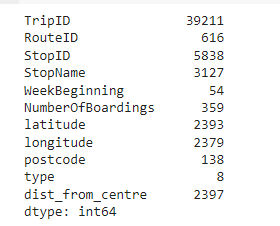 TripID 39211
RouteID 616
StopID 5838
StopName 3127
WeekBeginning 54
NumberOfBoardings 359
latitude 2393
longitude 2379
postcode 138
type 8
dist_from_centre 2397
dtype: int64